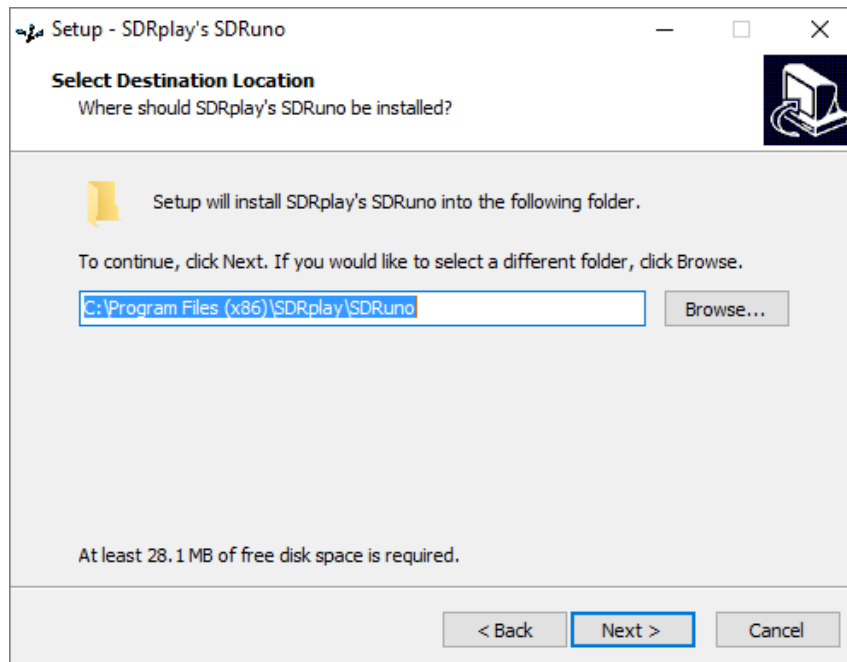 Setup - SDRplay's SDRuno
Select Destination Location
Where should SDRplay's SDRuno be installed?
Setup will install SDRplay's SDRuno into the following folder.
To continue, click Next. If you would like to select a different folder, click Browse.
C:\Program Files (x86)\SDRplay\SDRuno
Browse...
At least 28.1 MB of free disk space is required.
< Back
Next >
Cancel